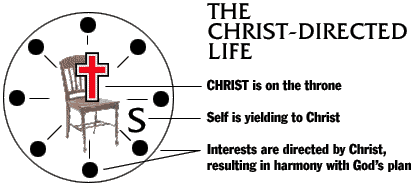 THE
CHRIST-DIRECTED
LIFE
CHRIST is on the throne
S
Self is yielding to Christ
Interests are directed by Christ,
resulting in harmony with God's plan